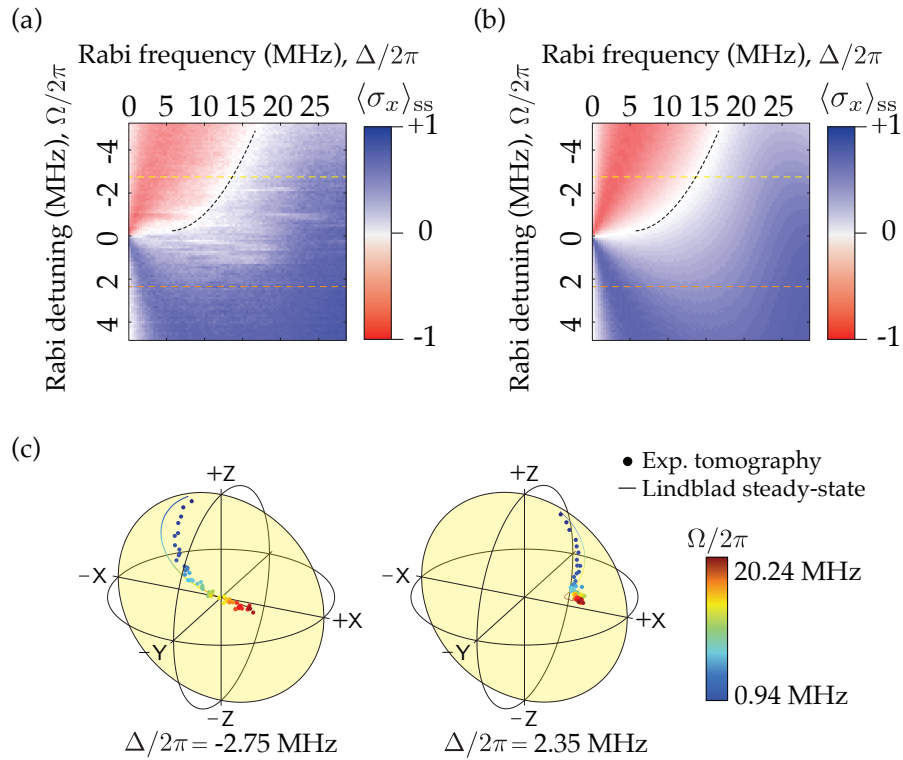 (a)
Rabi frequency (MHz), Δ/2π
0 5 10 15 20 25
⟨σx⟩ss
Rabi detuning (MHz), Ω/2π
-4
-2
0
2
4
+1
0
-1
(b)
Rabi frequency (MHz), Δ/2π
0 5 10 15 20 25
⟨σx⟩ss
Rabi detuning (MHz), Ω/2π
-4
-2
0
2
4
+1
0
-1
(c)
+Z
−X
+X
−Y
−Z
Δ/2π = -2.75 MHz
+Z
−X
+X
−Y
−Z
Δ/2π = 2.35 MHz
• Exp. tomography
— Lindblad steady-state
Ω/2π
20.24 MHz
0.94 MHz